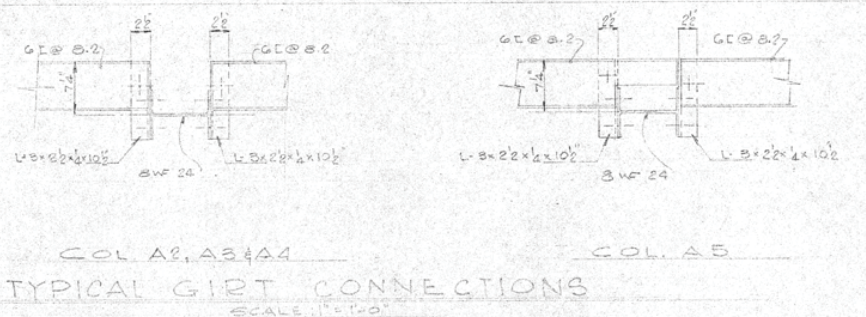 2½ 2½
6[@ 8.2 6[@ 8.2
7¼"
L-3×2½×¼×10½" L-3×2½×¼×10½"
8WF24
COL. A2, A3 & A4
2½" 2½"
6[@ 8.2 6[@ 8.2
7¼"
L-3×2½×¼×10½" L-3×2½×¼×10½
8WF24
COL. A5
TYPICAL GIRT CONNECTIONS
SCALE: 1"=1'-0"